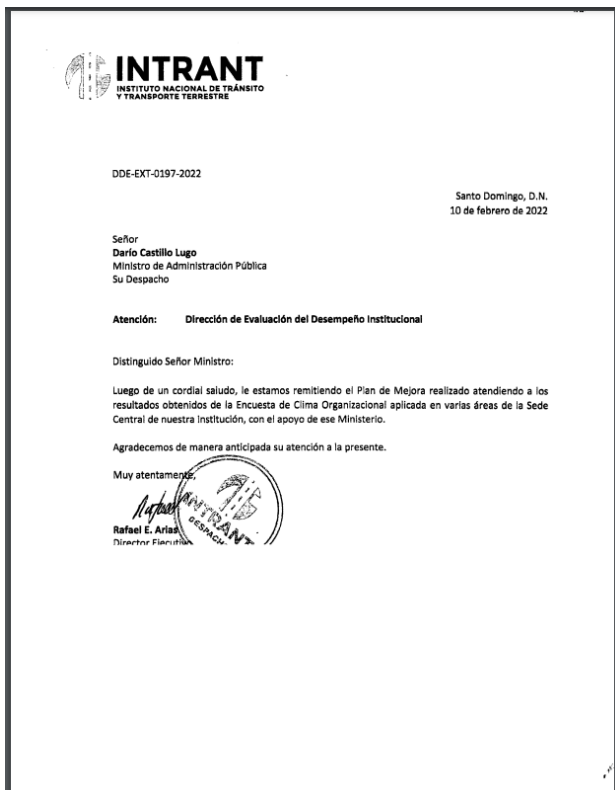 INTRANT
INSTITUTO NACIONAL DE TRÁNSITO
Y TRANSPORTE TERRESTRE
DDE-EXT-0197-2022
Santo Domingo, D.N.
10 de febrero de 2022
Señor
Darío Castillo Lugo
Ministro de Administración Pública
Su Despacho
Atención: Dirección de Evaluación del Desempeño Institucional
Distinguido Señor Ministro:
Luego de un cordial saludo, le estamos remitiendo el Plan de Mejora realizado atendiendo a los
resultados obtenidos de la Encuesta de Clima Organizacional aplicada en varias áreas de la Sede
Central de nuestra Institución, con el apoyo de ese Ministerio.
Agradecemos de manera anticipada su atención a la presente.
Muy atentamente,
Rafael E. Arias
INTRANT
Director